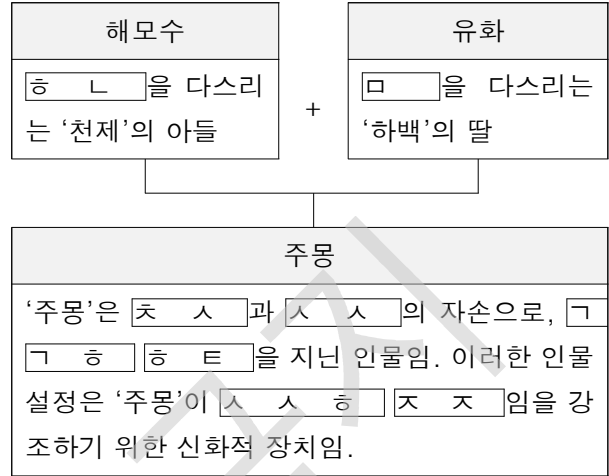 해모수
ㅎ ㄴ 을 다스리
는 ‘천제’의 아들
+
유화
ㅁ 을 다스리는
‘하백’의 딸
주몽
‘주몽’은 ㅊ ㅅ 과 ㅅ ㅅ 의 자손으로, ㄱ
ㄱ ㅎ ㅎ ㅌ 을 지닌 인물임. 이러한 인물
설정은 ‘주몽’이 ㅅ ㅅ ㅎ ㅈ ㅈ 임을 강
조하기 위한 신화적 장치임.